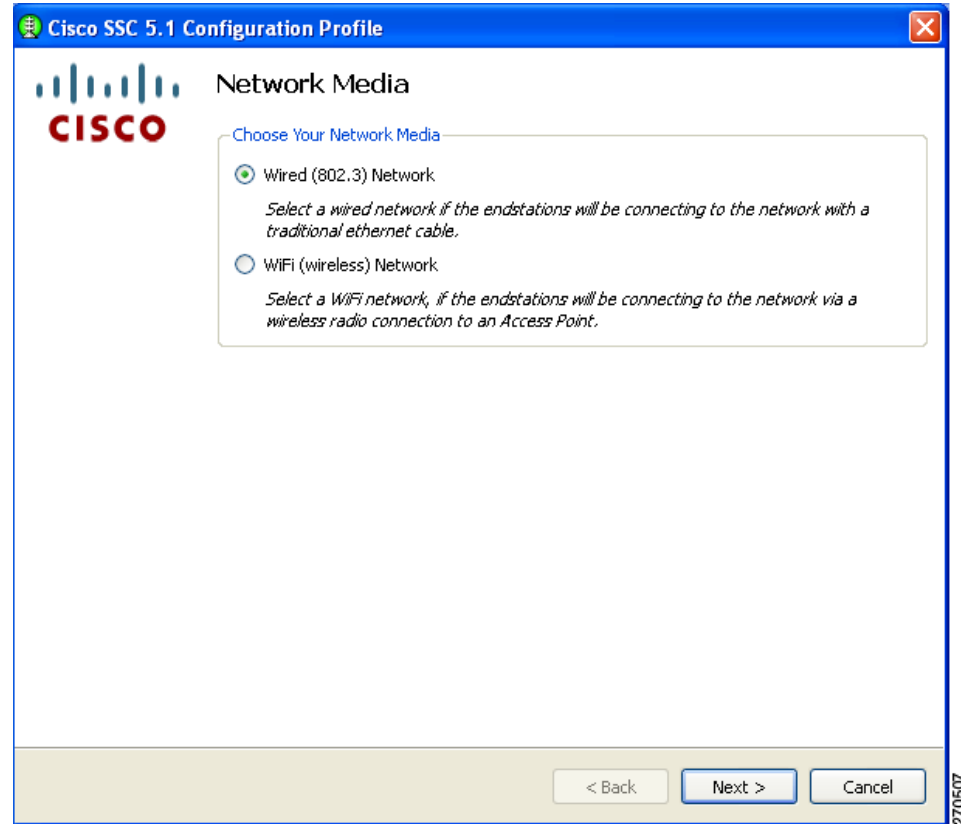 Cisco SSC 5.1 Configuration Profile
CISCO
Network Media
Choose Your Network Media
Wired (802.3) Network
Select a wired network if the endstations will be connecting to the network with a
traditional ethernet cable.
WiFi (wireless) Network
Select a WiFi network, if the endstations will be connecting to the network via a
wireless radio connection to an Access Point.
< Back
Next >
Cancel
270507